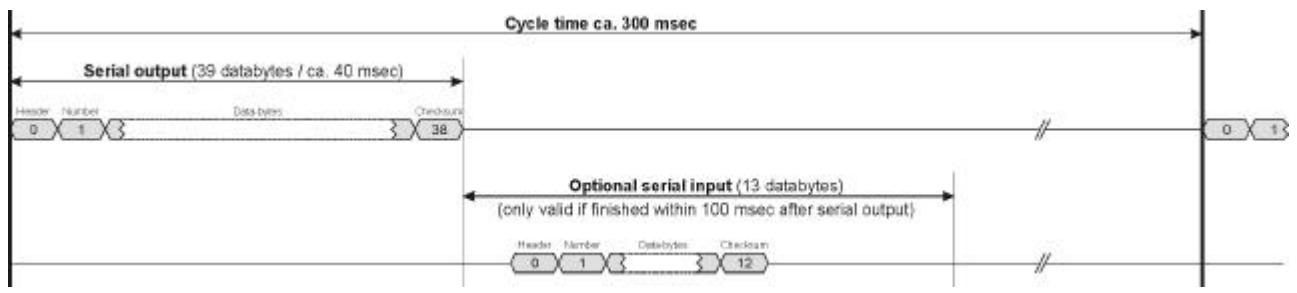 Cycle time ca. 300 msec
Serial output (39 databytes / ca. 40 msec)
Header Number Data bytes Checksum
0 1 38 0 1
Optional serial input (13 databytes)
(only valid if finished within 100 msec after serial output)
Header Number Databytes Checksum
0 1 12